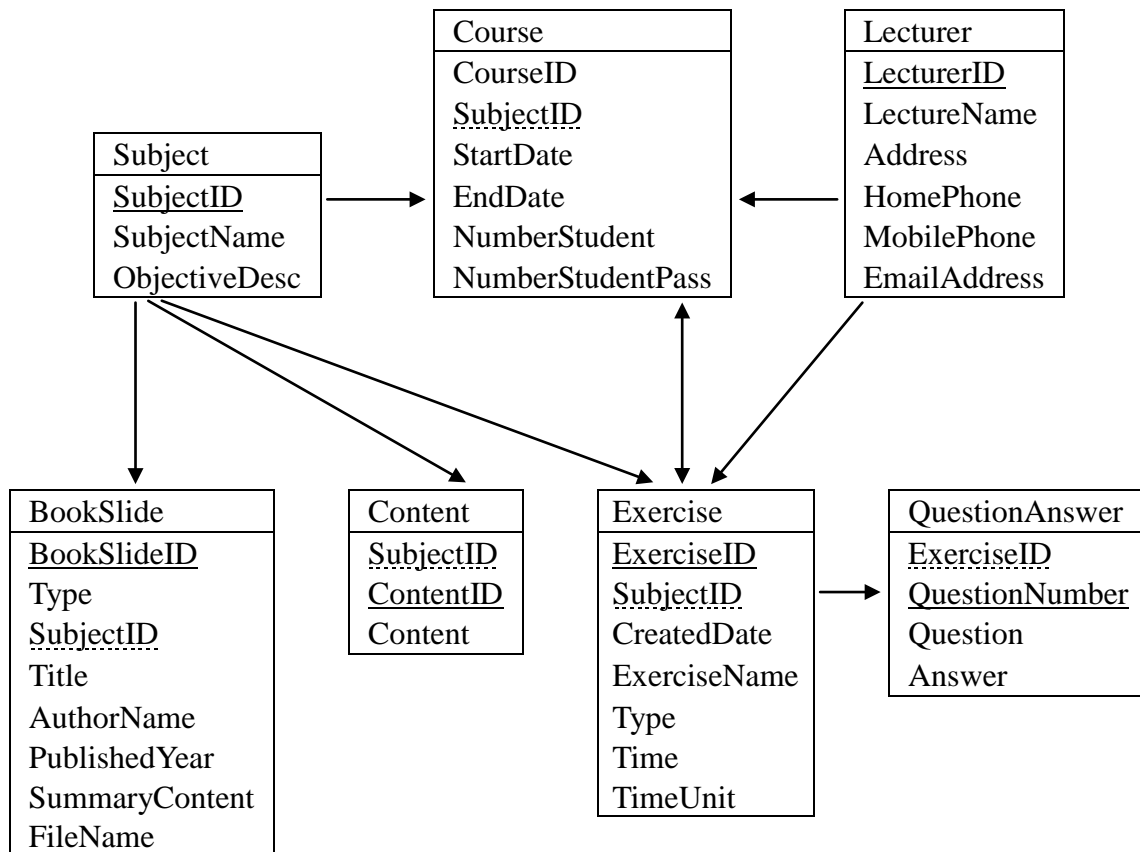 Course
CourseID
SubjectID
StartDate
EndDate
NumberStudent
NumberStudentPass
Lecturer
LecturerID
LectureName
Address
HomePhone
MobilePhone
EmailAddress
Subject
SubjectID
SubjectName
ObjectiveDesc
BookSlide
BookSlideID
Type
SubjectID
Title
AuthorName
PublishedYear
SummaryContent
FileName
Content
SubjectID
ContentID
Content
Exercise
ExerciseID
SubjectID
CreatedDate
ExerciseName
Type
Time
TimeUnit
QuestionAnswer
ExerciseID
QuestionNumber
Question
Answer